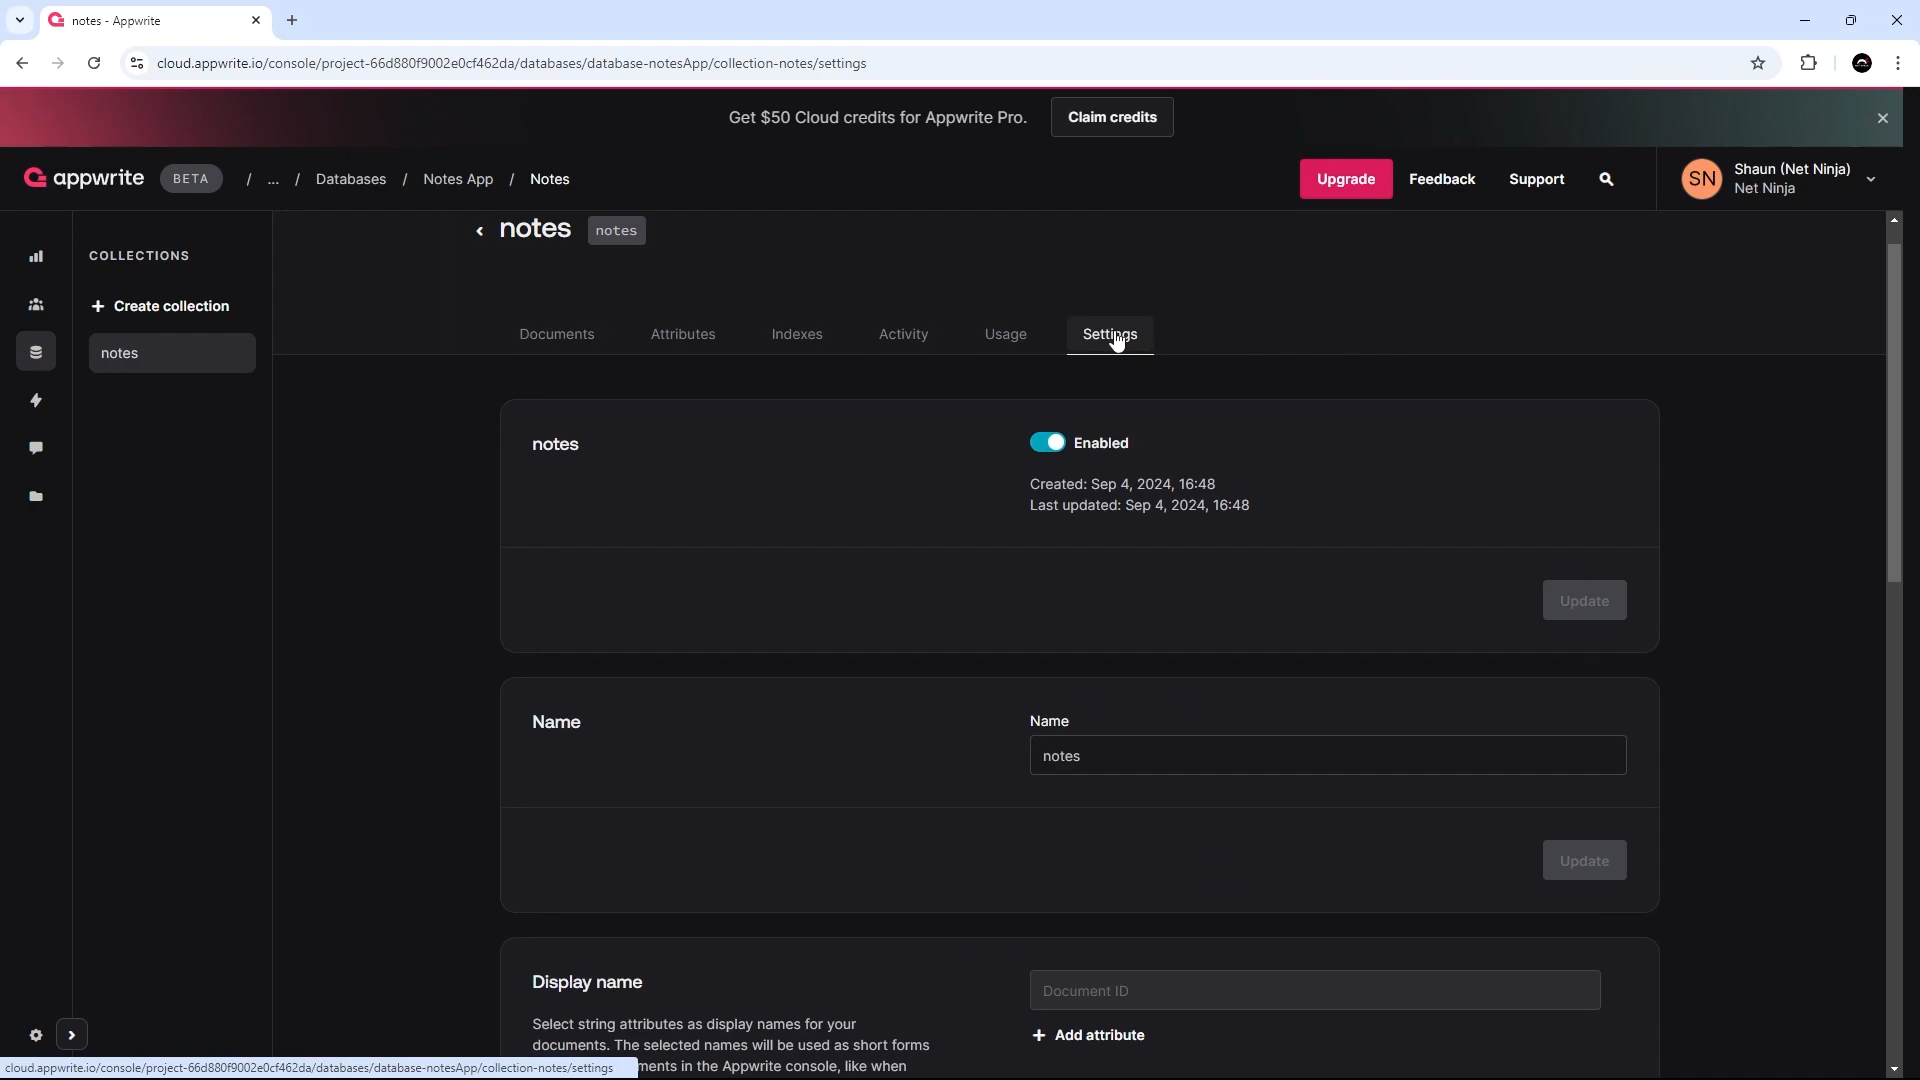 notes - Appwrite
cloud.appwrite.io/console/project-66d880f9002e0cf462da/databases/database-notesApp/collection-notes/settings
Get $50 Cloud credits for Appwrite Pro. Claim credits
appwrite BETA / ... / Databases / Notes App / Notes
Upgrade Feedback Support SN Shaun (Net Ninja)
Net Ninja
COLLECTIONS
Create collection
notes
notes notes
Documents Attributes Indexes Activity Usage Settings
notes Enabled
Created: Sep 4, 2024, 16:48
Last updated: Sep 4, 2024, 16:48
Update
Name Name
notes
Update
Display name Document ID
Select string attributes as display names for your
documents. The selected names will be used as short forms
ments in the Appwrite console, like when
Add attribute
cloud.appwrite.io/console/project-66d880f9002e0cf462da/databases/database-notesApp/collection-notes/settings